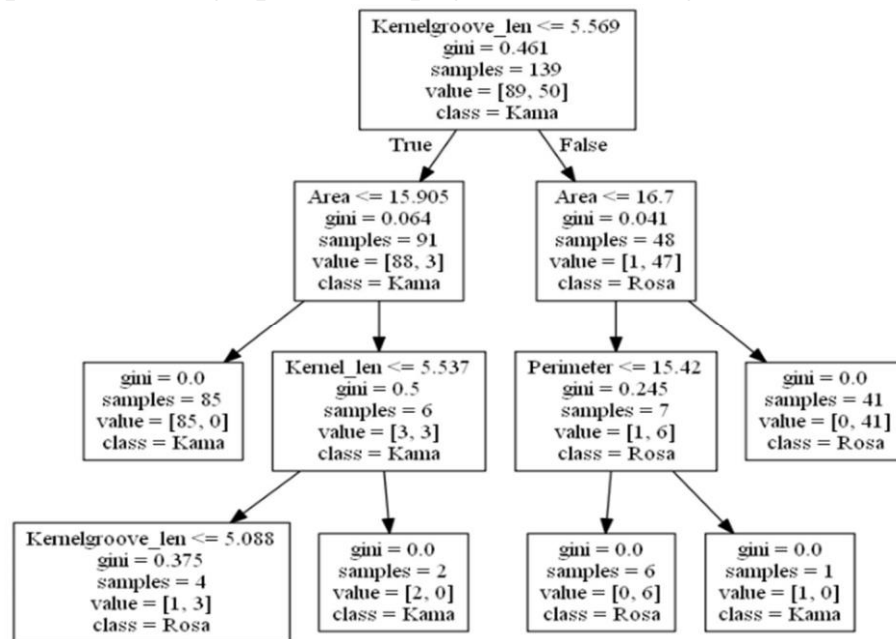 Kernelgroove_len <= 5.569
gini = 0.461
samples = 139
value = [89, 50]
class = Kama
True
False
Area <= 15.905
gini = 0.064
samples = 91
value = [88, 3]
class = Kama
Area <= 16.7
gini = 0.041
samples = 48
value = [1, 47]
class = Rosa
gini = 0.0
samples = 85
value = [85, 0]
class = Kama
Kernel_len <= 5.537
gini = 0.5
samples = 6
value = [3, 3]
class = Kama
Perimeter <= 15.42
gini = 0.245
samples = 7
value = [1, 6]
class = Rosa
gini = 0.0
samples = 41
value = [0, 41]
class = Rosa
Kernelgroove_len <= 5.088
gini = 0.375
samples = 4
value = [1, 3]
class = Rosa
gini = 0.0
samples = 2
value = [2, 0]
class = Kama
gini = 0.0
samples = 6
value = [0, 6]
class = Rosa
gini = 0.0
samples = 1
value = [1, 0]
class = Kama